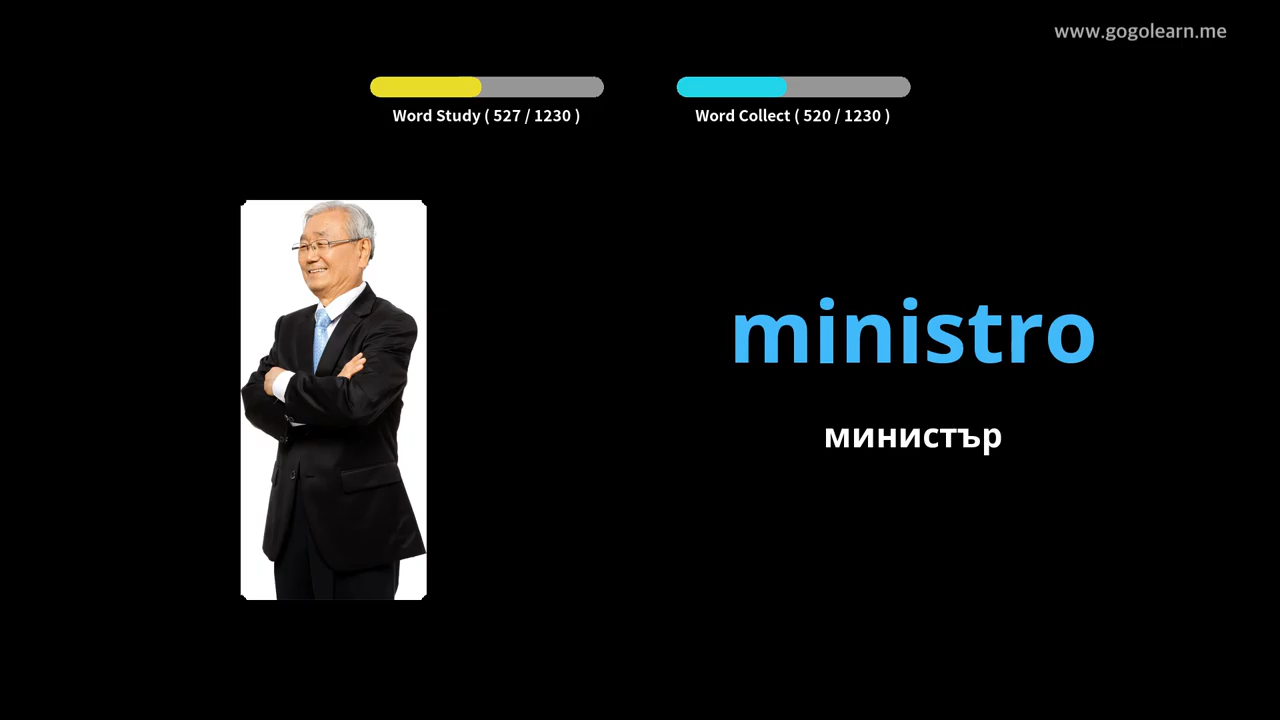 www.gogolearn.me
Word Study ( 527 / 1230 )
Word Collect ( 520 / 1230 )
ministro
министър